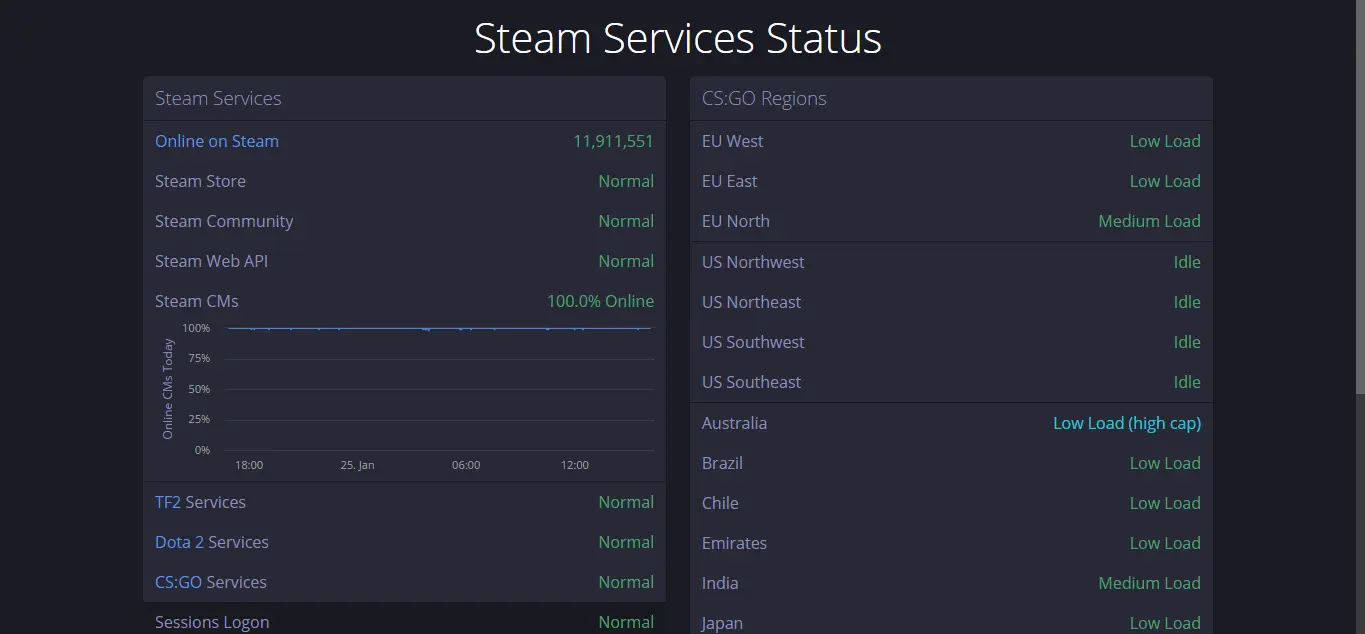 Steam Services Status
Steam Services
Online on Steam 11,911,551
Steam Store Normal
Steam Community Normal
Steam Web API Normal
Steam CMs 100.0% Online
Online CMs Today
100%
75%
50%
25%
0%
18:00 25. Jan 06:00 12:00
TF2 Services Normal
Dota 2 Services Normal
CS:GO Services Normal
Sessions Logon Normal
CS:GO Regions
EU West Low Load
EU East Low Load
EU North Medium Load
US Northwest Idle
US Northeast Idle
US Southwest Idle
US Southeast Idle
Australia Low Load (high cap)
Brazil Low Load
Chile Low Load
Emirates Low Load
India Medium Load
Japan Low Load